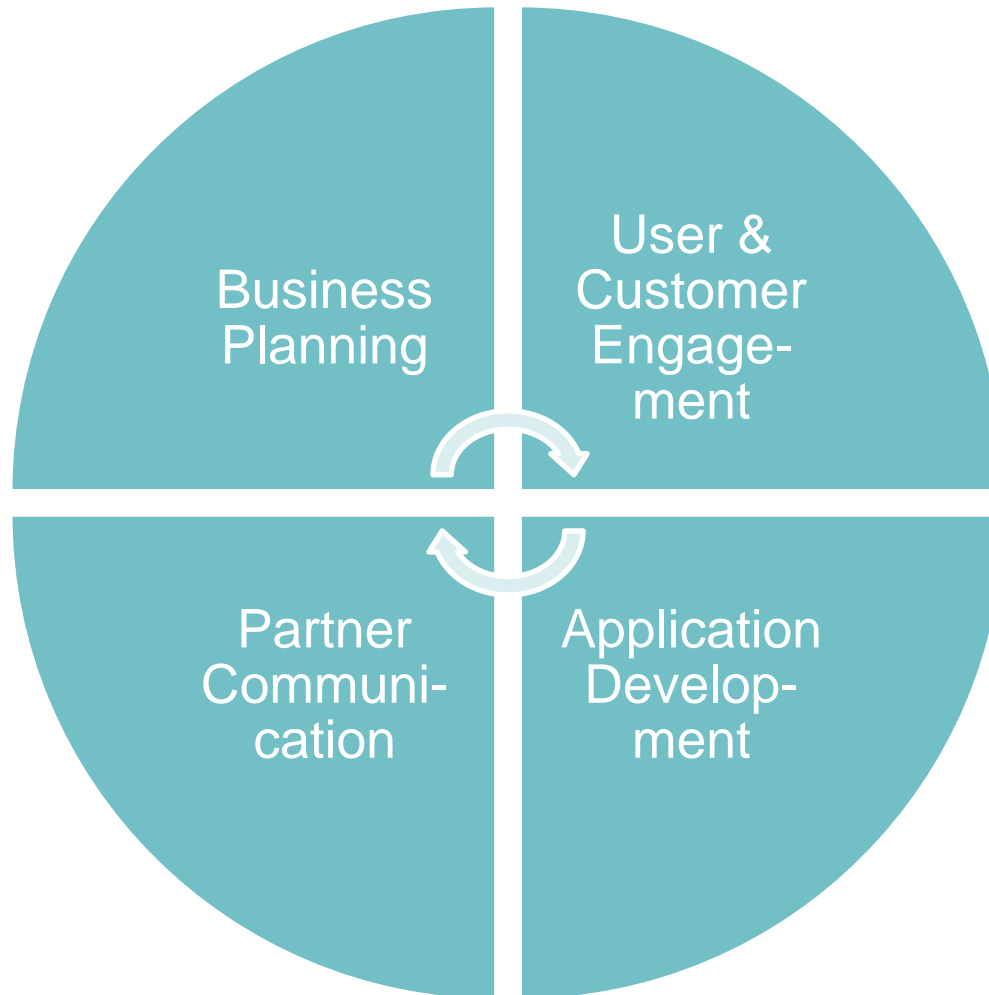 Business
Planning
User &
Customer
Engage-
ment
Partner
Communi-
cation
Application
Develop-
ment